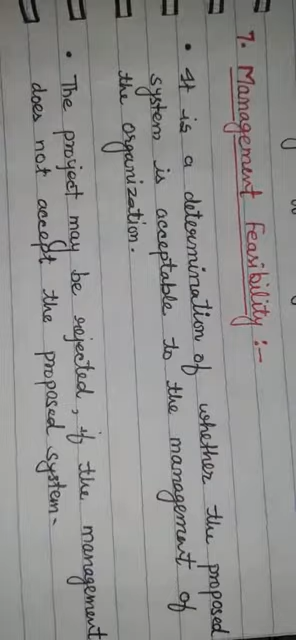 7. Management Feasibility :-
• It is a determination of whether the proposed
system is acceptable to the management of
the organization.
• The project may be rejected, if the management
does not accept the proposed system.